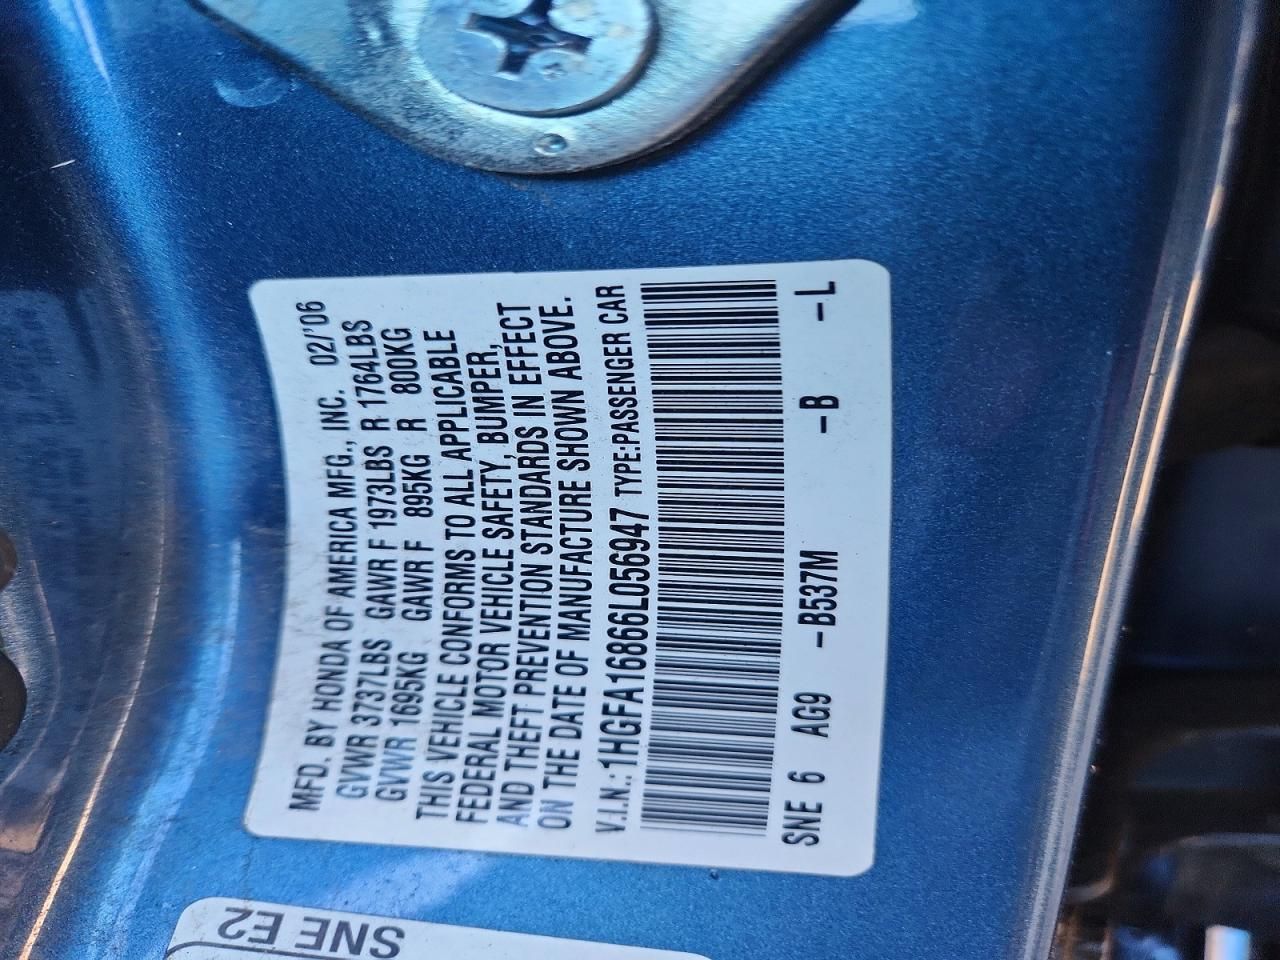 MFD. BY HONDA OF AMERICA MFG., INC. 02/'06
GVWR 3737LBS GAWR F 1973LBS R 1764LBS
GVWR 1695KG GAWR F 895KG R 800KG
THIS VEHICLE CONFORMS TO ALL APPLICABLE
FEDERAL MOTOR VEHICLE SAFETY, BUMPER,
AND THEFT PREVENTION STANDARDS IN EFFECT
ON THE DATE OF MANUFACTURE SHOWN ABOVE.
V.I.N.:1HGFA16866L056947 TYPE:PASSENGER CAR
SNE 6 AG9 -B537M -B -L
SNE E2